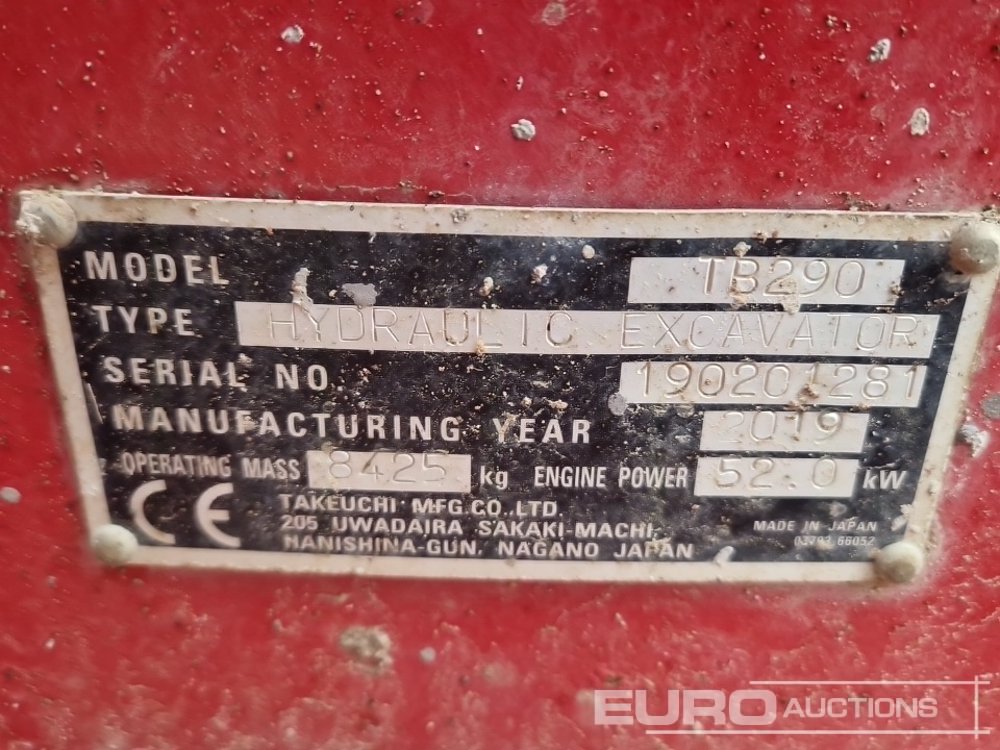 MODEL TB290
TYPE HYDRAULIC EXCAVATOR
SERIAL NO. 190201281
MANUFACTURING YEAR 2019
OPERATING MASS 8425 kg ENGINE POWER 52.0 kW
CE TAKEUCHI MFG.CO.,LTD.
205 UWADAIRA SAKAKI-MACHI,
HANISHINA-GUN, NAGANO JAPAN
MADE IN JAPAN
EURO AUCTIONS